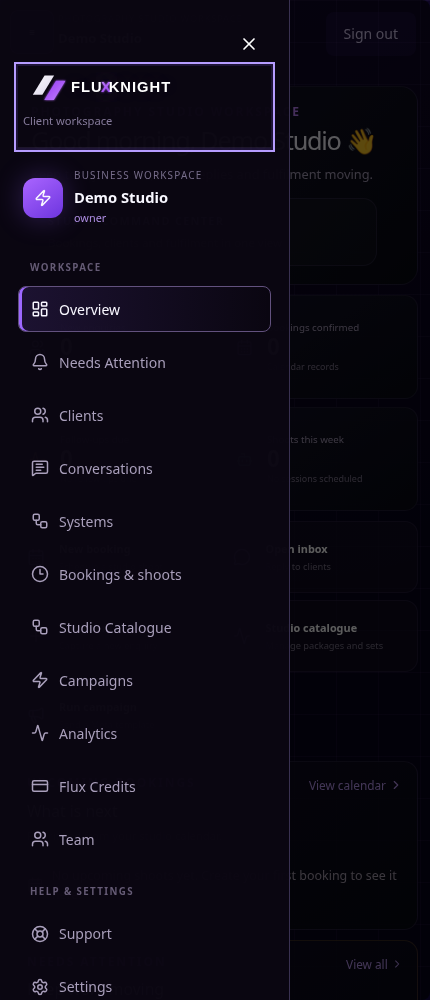 Sign out
FLUXKNIGHT
Client workspace
BUSINESS WORKSPACE
Demo Studio
owner
WORKSPACE
Overview
Needs Attention
Clients
Conversations
Systems
Bookings & shoots
Studio Catalogue
Campaigns
Analytics
Flux Credits
Team
HELP & SETTINGS
Support
Settings
E
tudio 👋
ment moving.
ings confirmed
dar records
ts this week
essions scheduled
n inbox
to clients
io catalogue
ge packages and sets
View calendar
t booking to see it
View all